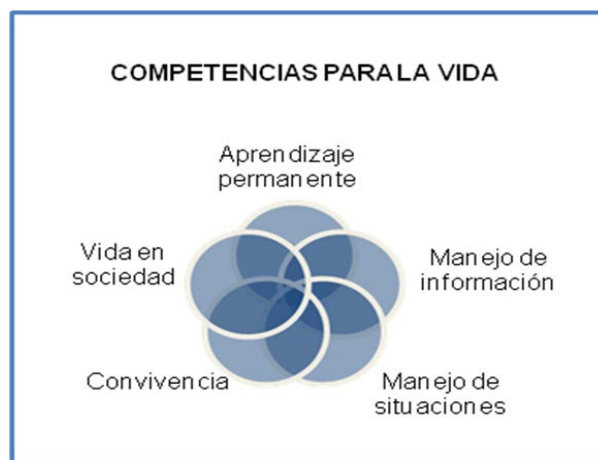 COMPETENCIAS PARA LA VIDA
Aprendizaje
permanente
Vida en
sociedad
Manejo de
información
Convivencia
Manejo de
situaciones